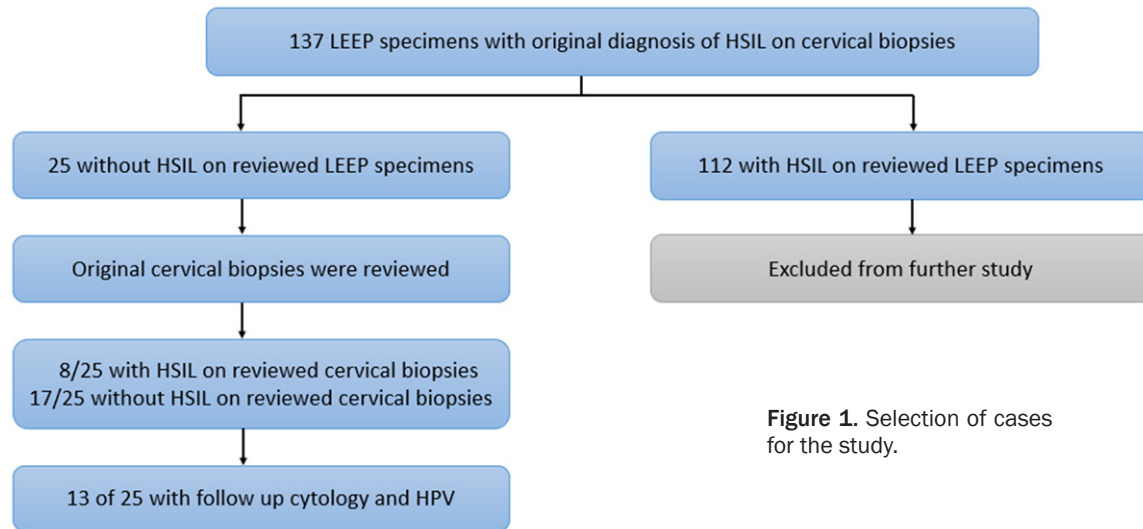 137 LEEP specimens with original diagnosis of HSIL on cervical biopsies
25 without HSIL on reviewed LEEP specimens
112 with HSIL on reviewed LEEP specimens
Original cervical biopsies were reviewed
Excluded from further study
8/25 with HSIL on reviewed cervical biopsies
17/25 without HSIL on reviewed cervical biopsies
13 of 25 with follow up cytology and HPV
Figure 1. Selection of cases
for the study.